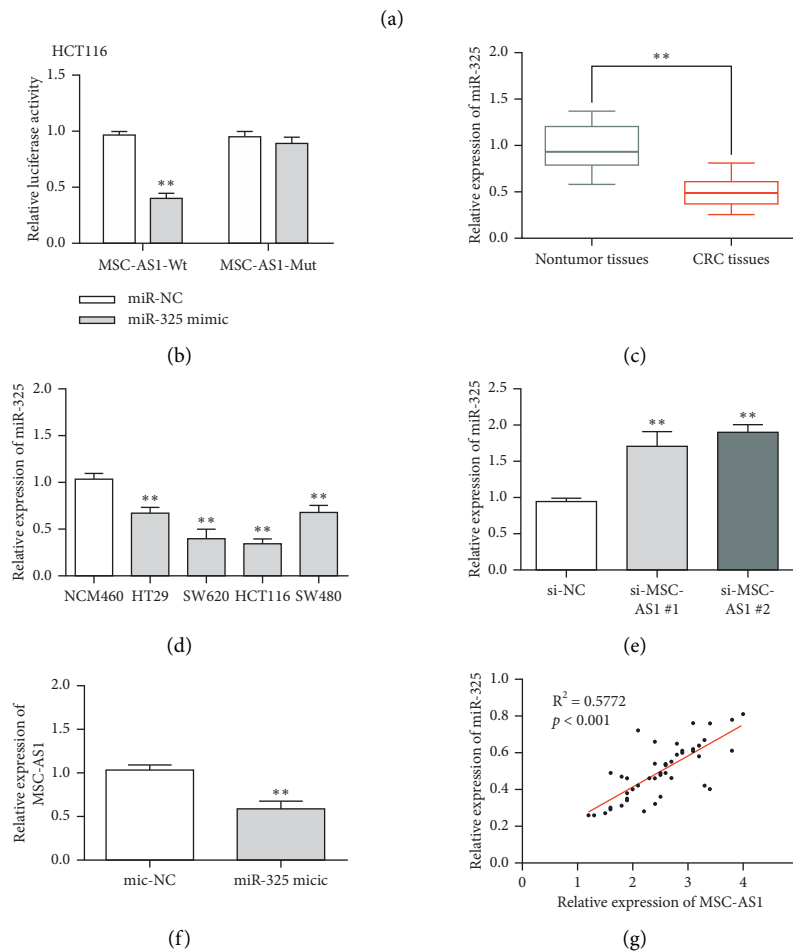 (a)
HCT116
Relative luciferase activity
1.5
1.0
0.5
0.0
**
MSC-AS1-Wt MSC-AS1-Mut
miR-NC
miR-325 mimic
(b)
Relative expression of miR-325
2.0
1.5
1.0
0.5
0.0
**
Nontumor tissues CRC tissues
(c)
Relative expression of miR-325
2.0
1.5
1.0
0.5
0.0
** ** ** **
NCM460 HT29 SW620 HCT116 SW480
(d)
Relative expression of miR-325
2.5
2.0
1.5
1.0
0.5
0.0
** **
si-NC si-MSC- si-MSC-
AS1 #1 AS1 #2
(e)
Relative expression of
MSC-AS1
2.0
1.5
1.0
0.5
0.0
**
mic-NC miR-325 micic
(f)
Relative expression of miR-325
1.0
0.8
0.6
0.4
0.2
0.0
R² = 0.5772
p < 0.001
0 1 2 3 4
Relative expression of MSC-AS1
(g)